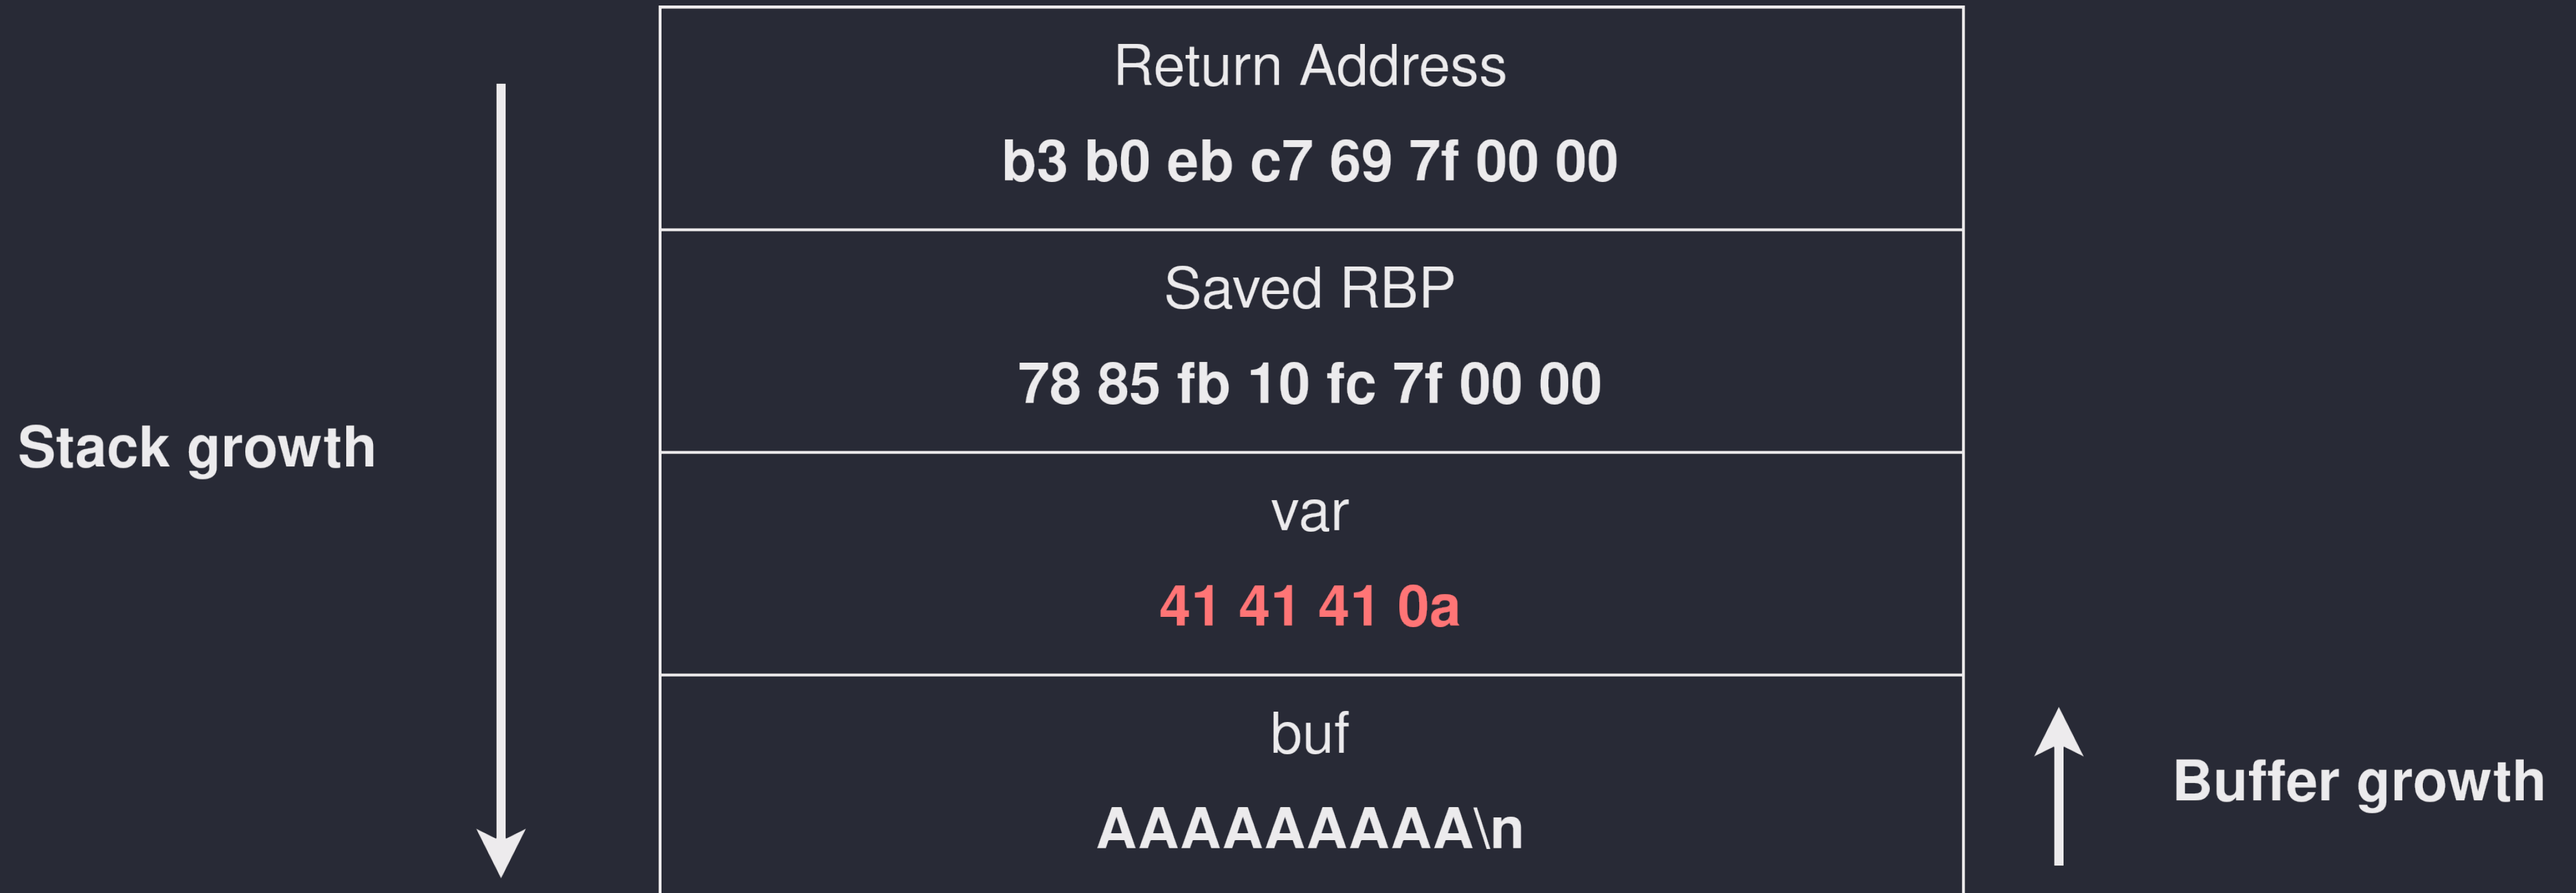 Return Address
b3 b0 eb c7 69 7f 00 00
Saved RBP
78 85 fb 10 fc 7f 00 00
Stack growth
var
41 41 41 0a
buf
Buffer growth
AAAAAAAAA\n